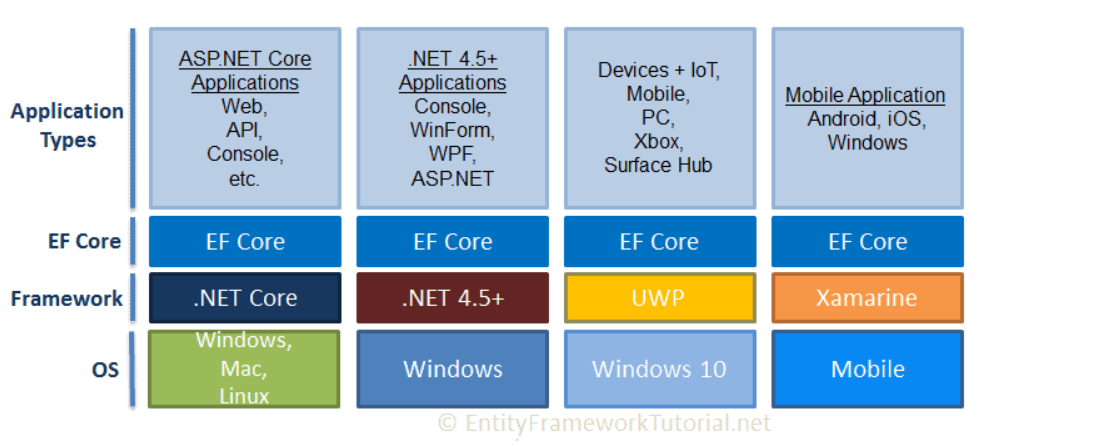 Application
Types
ASP.NET Core
Applications
Web,
API,
Console,
etc.
.NET 4.5+
Applications
Console,
WinForm,
WPF,
ASP.NET
Devices + IoT,
Mobile,
PC,
Xbox,
Surface Hub
Mobile Application
Android, iOS,
Windows
EF Core
EF Core
EF Core
EF Core
EF Core
Framework
.NET Core
.NET 4.5+
UWP
Xamarine
OS
Windows,
Mac,
Linux
Windows
Windows 10
Mobile
© EntityFrameworkTutorial.net